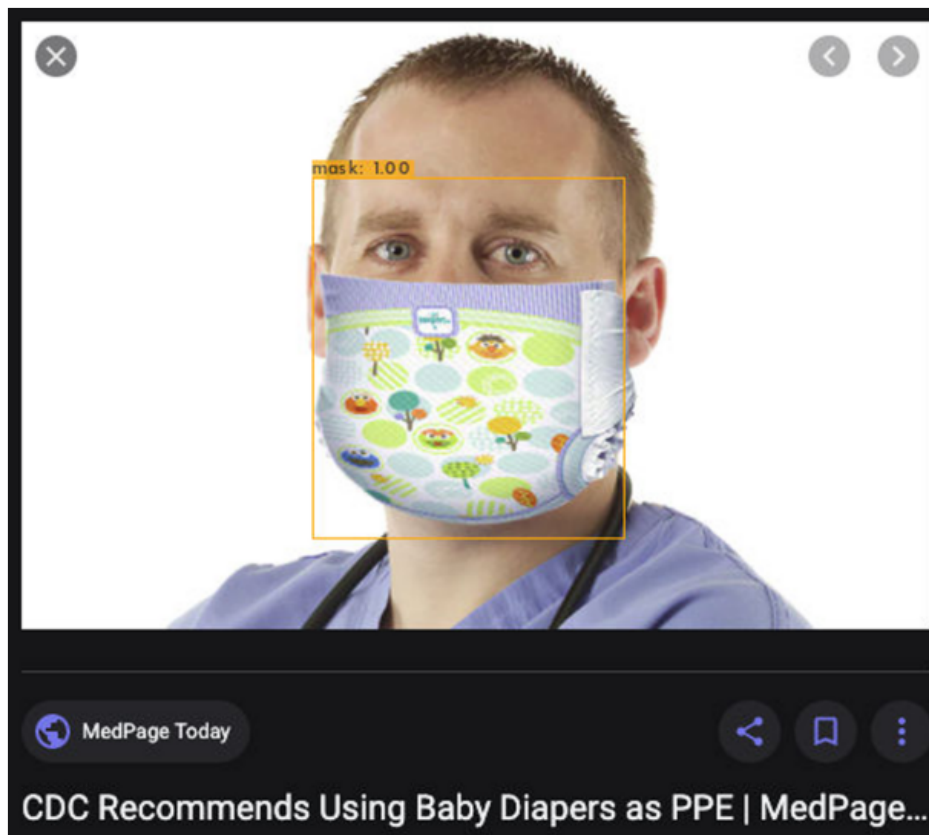 mask: 1.00
MedPage Today
CDC Recommends Using Baby Diapers as PPE | MedPage...